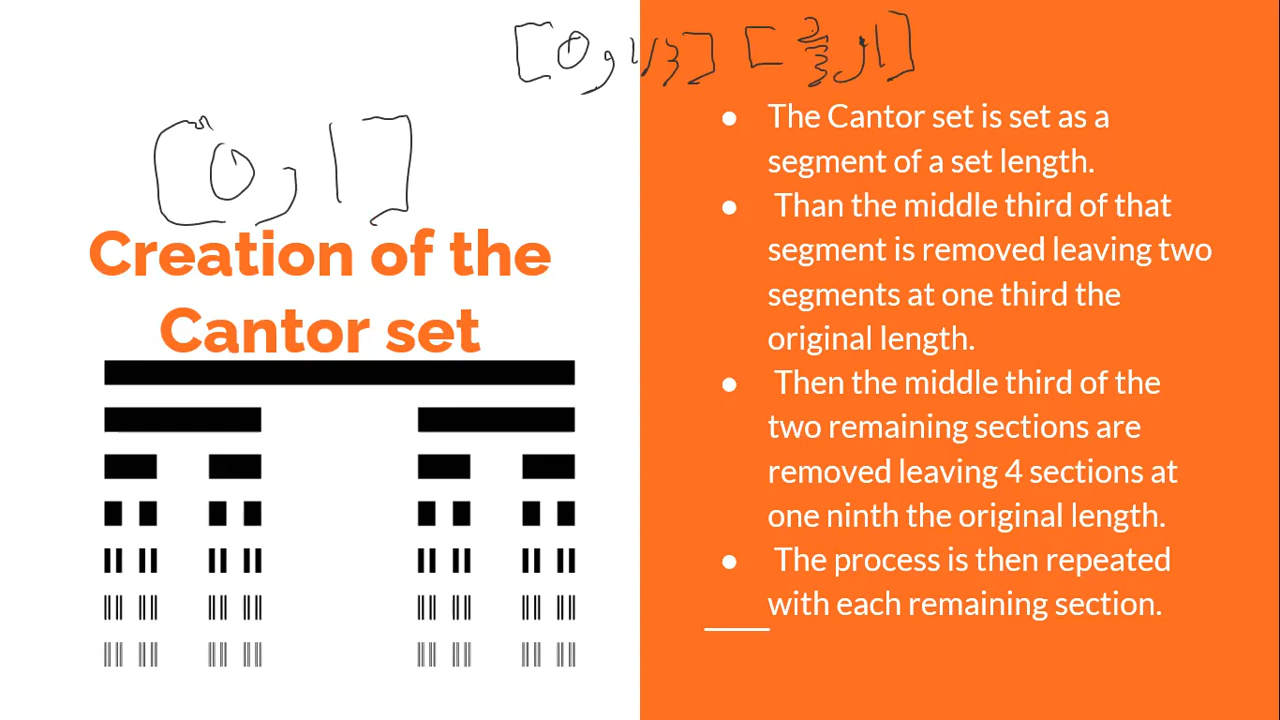 [0, 1/3] [2/3, 1]
[0, 1]
Creation of the
Cantor set
● The Cantor set is set as a
segment of a set length.
● Than the middle third of that
segment is removed leaving two
segments at one third the
original length.
● Then the middle third of the
two remaining sections are
removed leaving 4 sections at
one ninth the original length.
● The process is then repeated
with each remaining section.